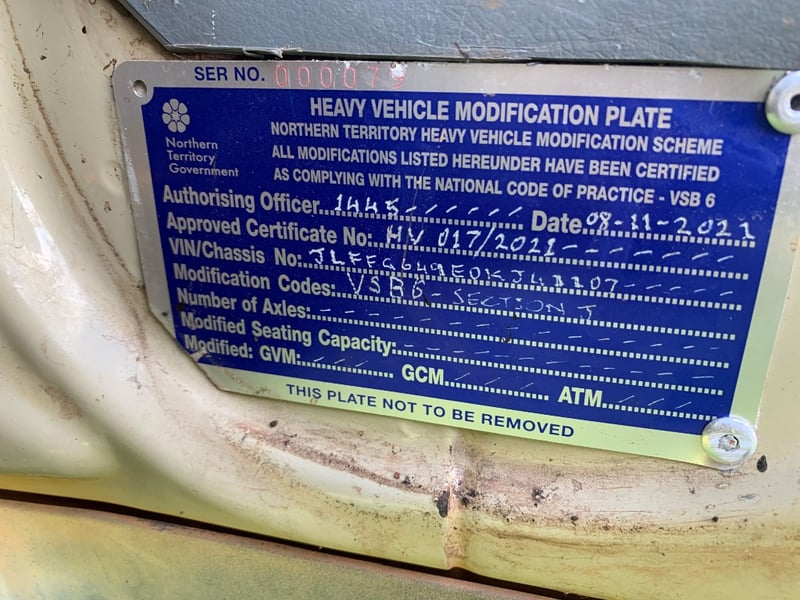 SER NO. 000079
HEAVY VEHICLE MODIFICATION PLATE
NORTHERN TERRITORY HEAVY VEHICLE MODIFICATION SCHEME
ALL MODIFICATIONS LISTED HEREUNDER HAVE BEEN CERTIFIED
AS COMPLYING WITH THE NATIONAL CODE OF PRACTICE - VSB 6
Northern
Territory
Government
Authorising Officer 1445 Date 08-11-2021
Approved Certificate No: HV 017/2021
VIN/Chassis No:
Modification Codes: VSB6 - SECTION T
Number of Axles:
Modified Seating Capacity:
Modified: GVM: GCM ATM
THIS PLATE NOT TO BE REMOVED